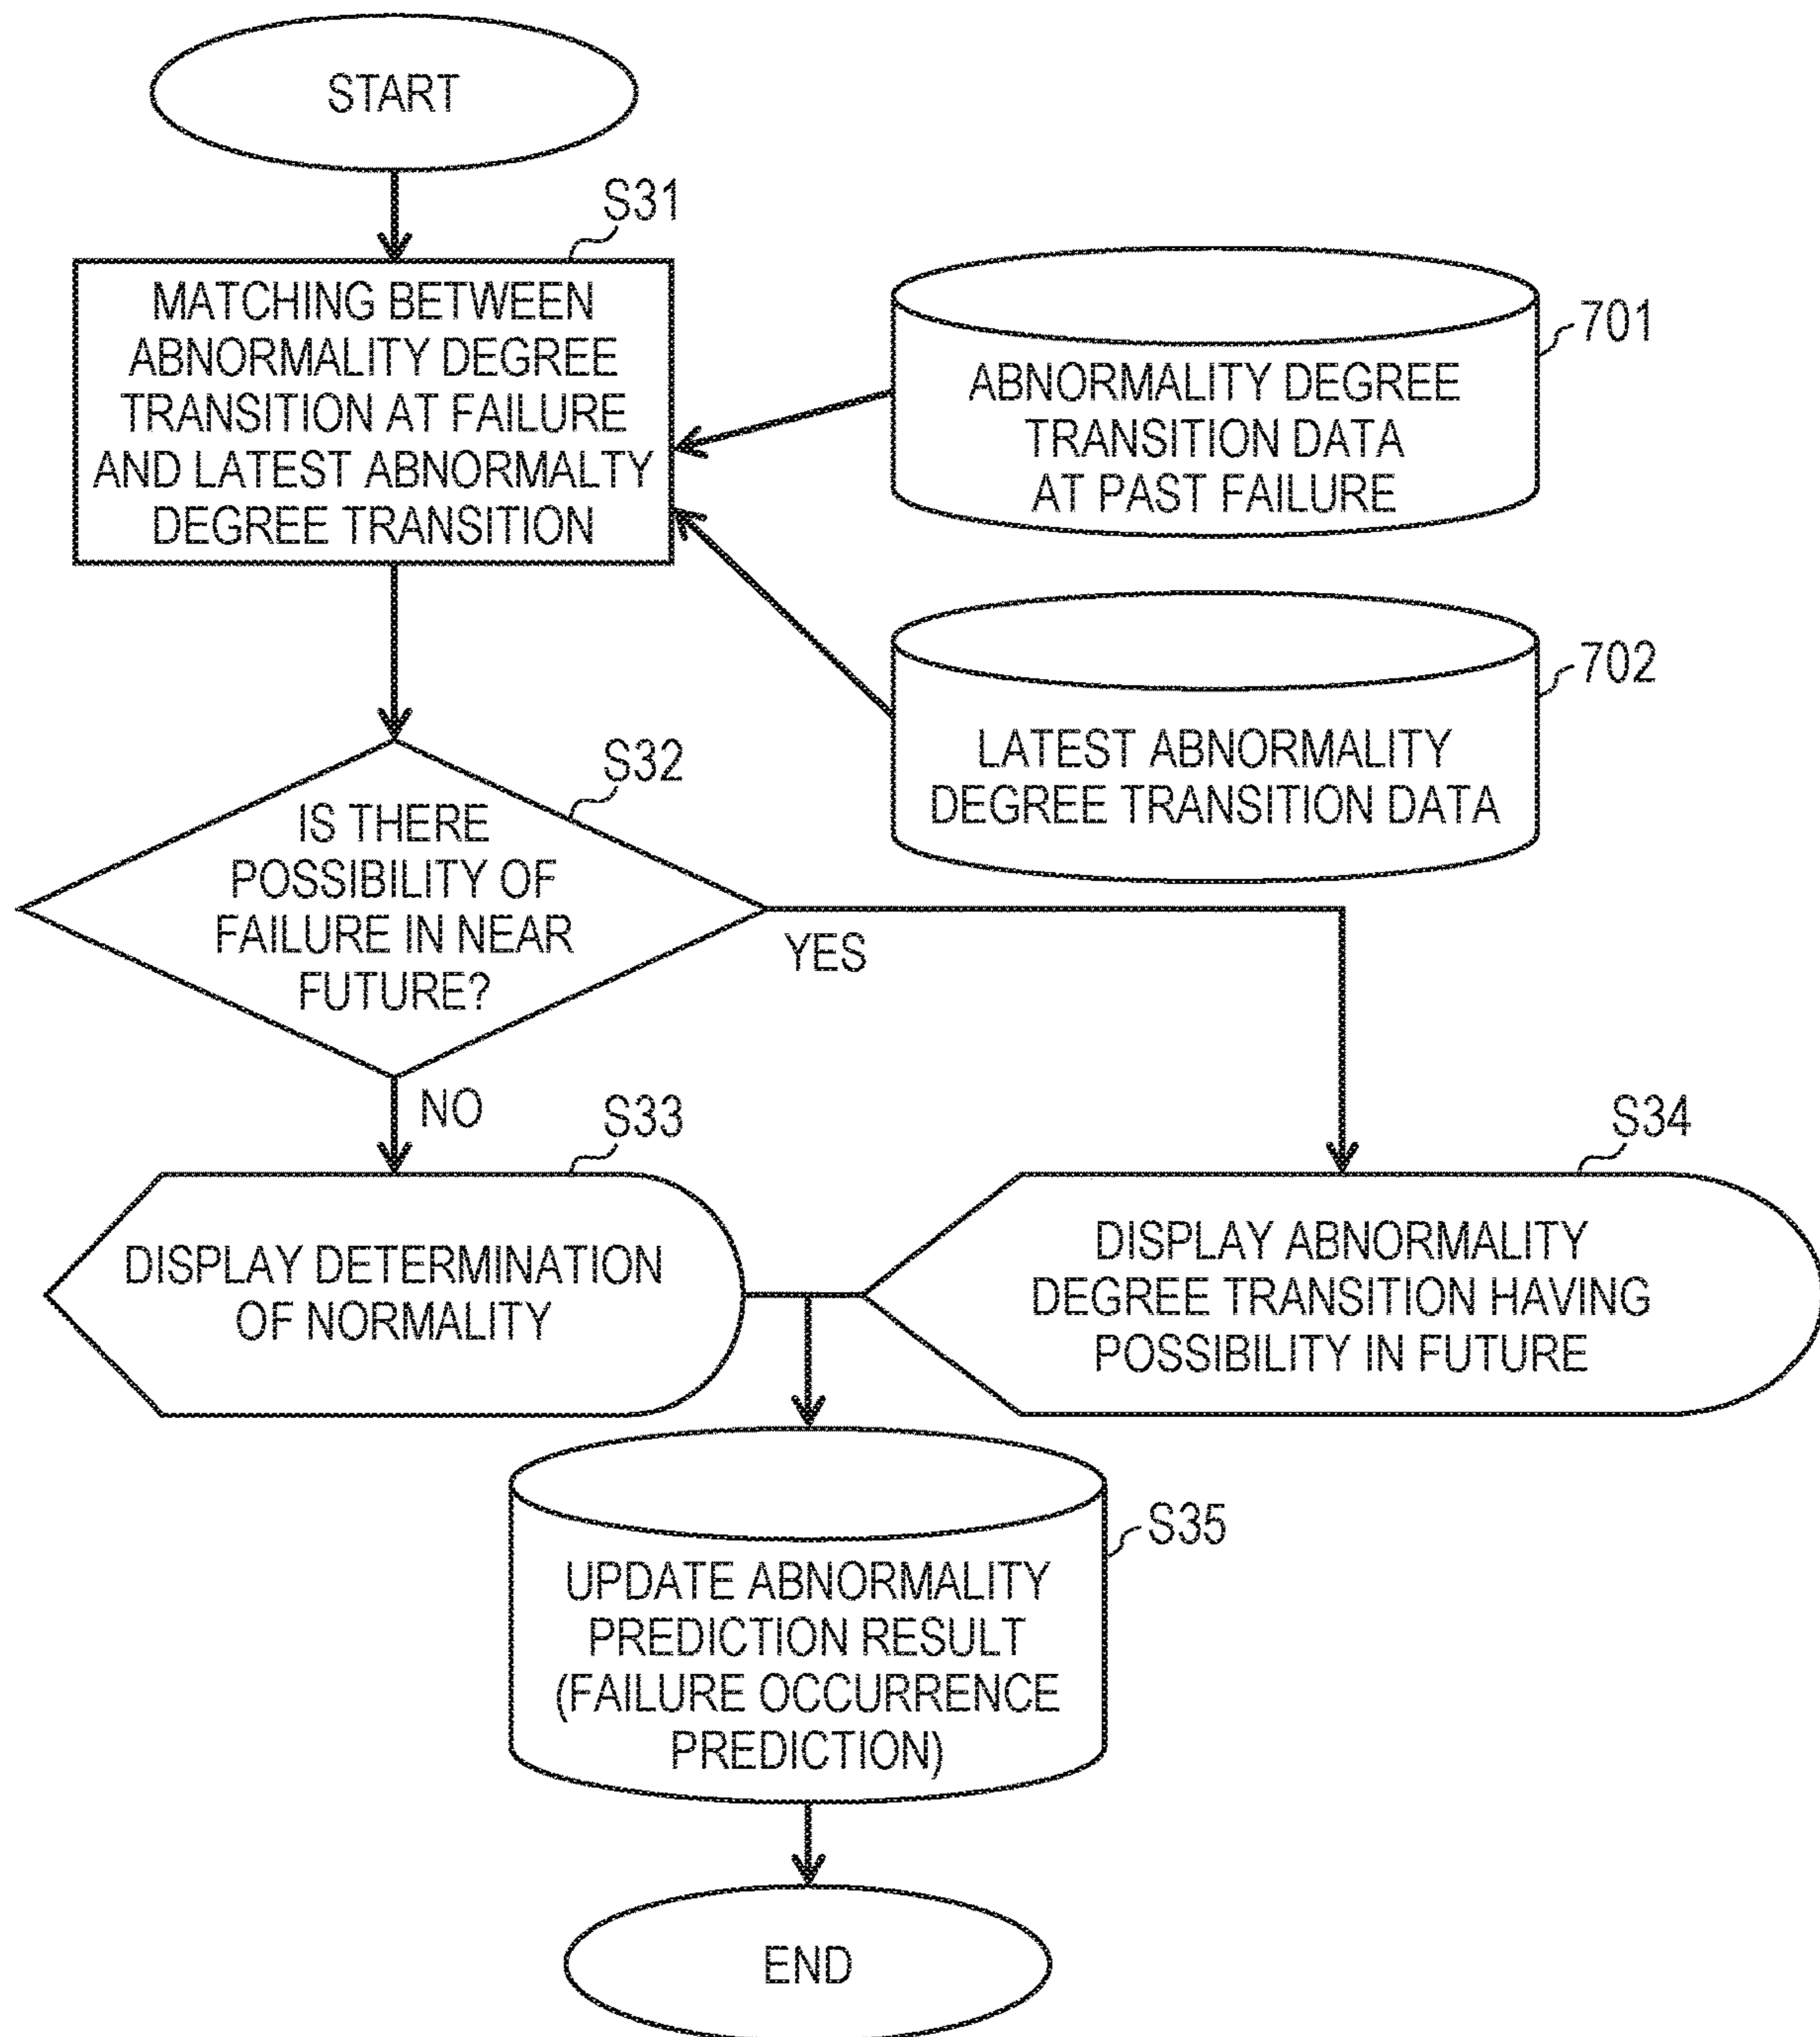 START
S31
MATCHING BETWEEN
ABNORMALITY DEGREE
TRANSITION AT FAILURE
AND LATEST ABNORMALTY
DEGREE TRANSITION
701
ABNORMALITY DEGREE
TRANSITION DATA
AT PAST FAILURE
702
LATEST ABNORMALITY
DEGREE TRANSITION DATA
S32
IS THERE
POSSIBILITY OF
FAILURE IN NEAR
FUTURE?
YES
NO
S33
DISPLAY DETERMINATION
OF NORMALITY
S34
DISPLAY ABNORMALITY
DEGREE TRANSITION HAVING
POSSIBILITY IN FUTURE
S35
UPDATE ABNORMALITY
PREDICTION RESULT
(FAILURE OCCURRENCE
PREDICTION)
END